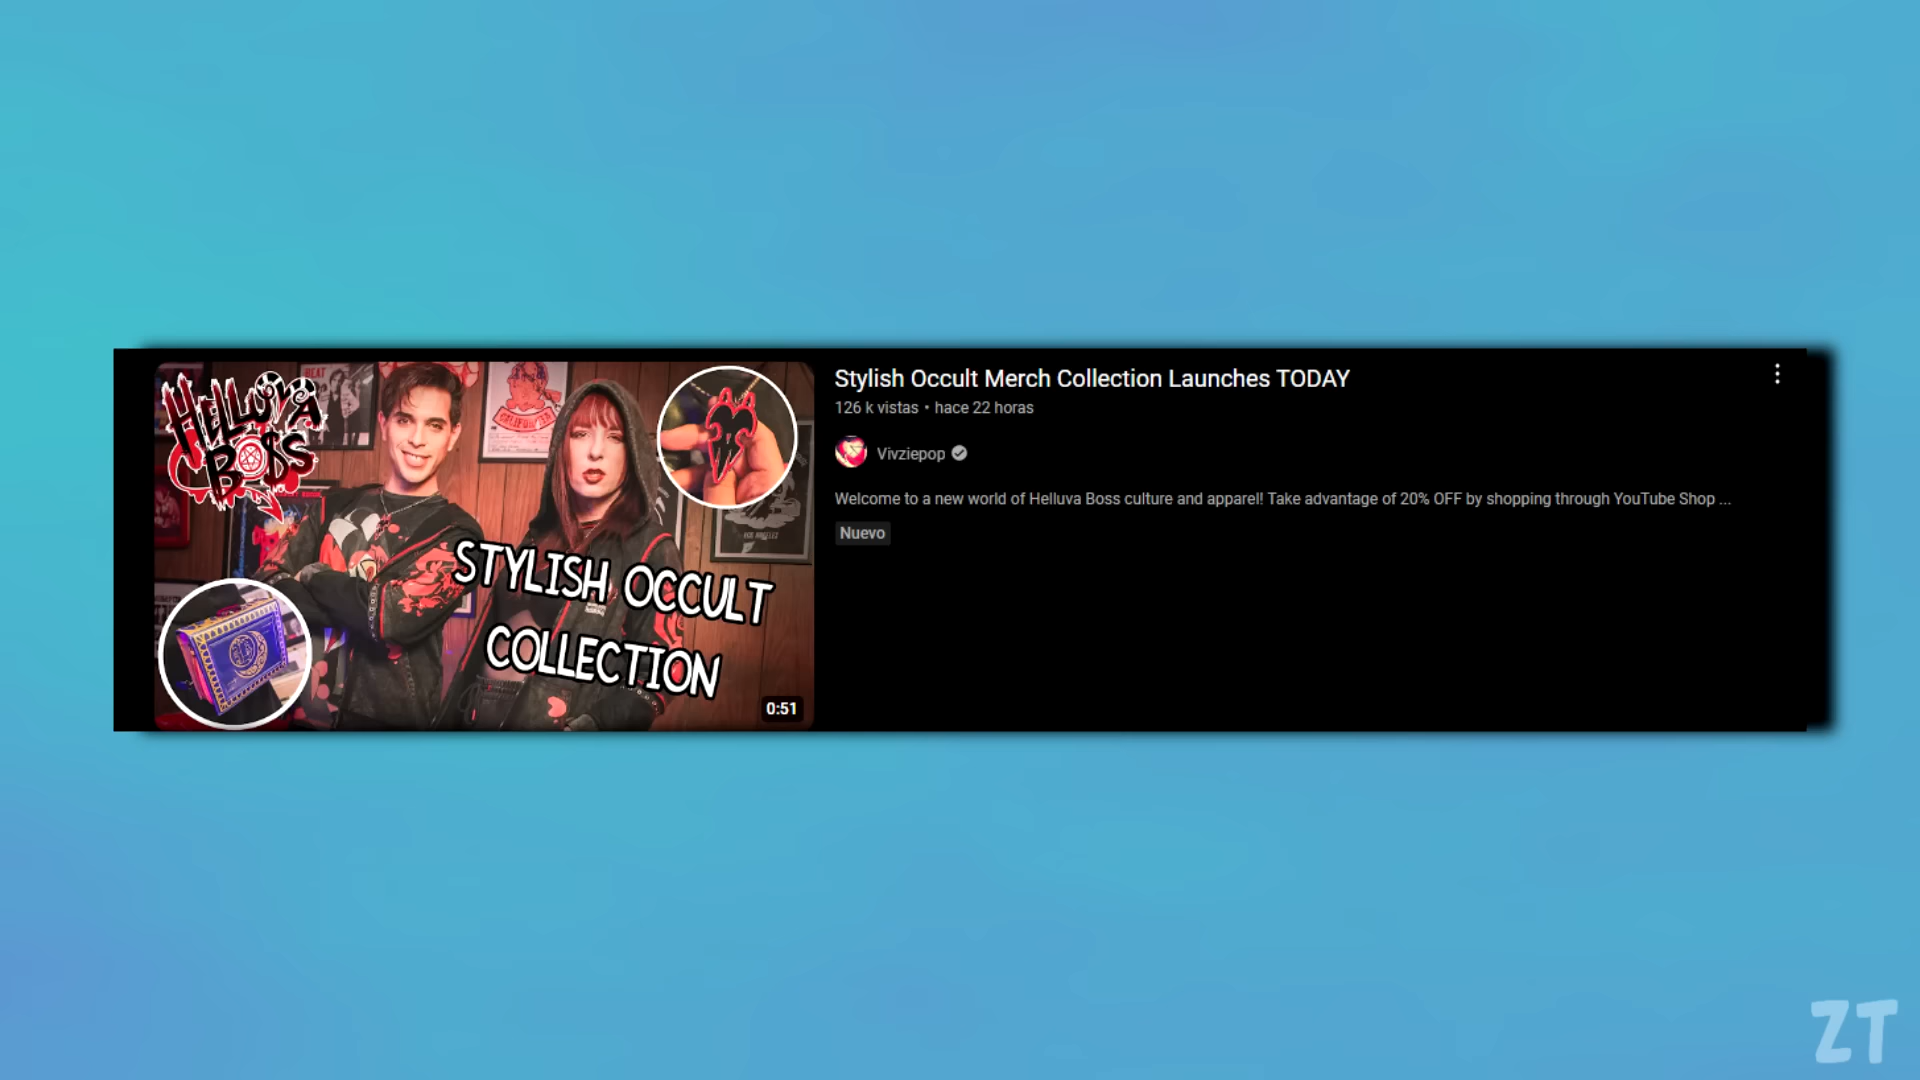 HELLUVA
BOSS
BEAT
CALIFORNIA
STYLISH OCCULT
COLLECTION
0:51
Stylish Occult Merch Collection Launches TODAY
126 k vistas • hace 22 horas
Vivziepop
Welcome to a new world of Helluva Boss culture and apparel! Take advantage of 20% OFF by shopping through YouTube Shop ...
Nuevo
ZT